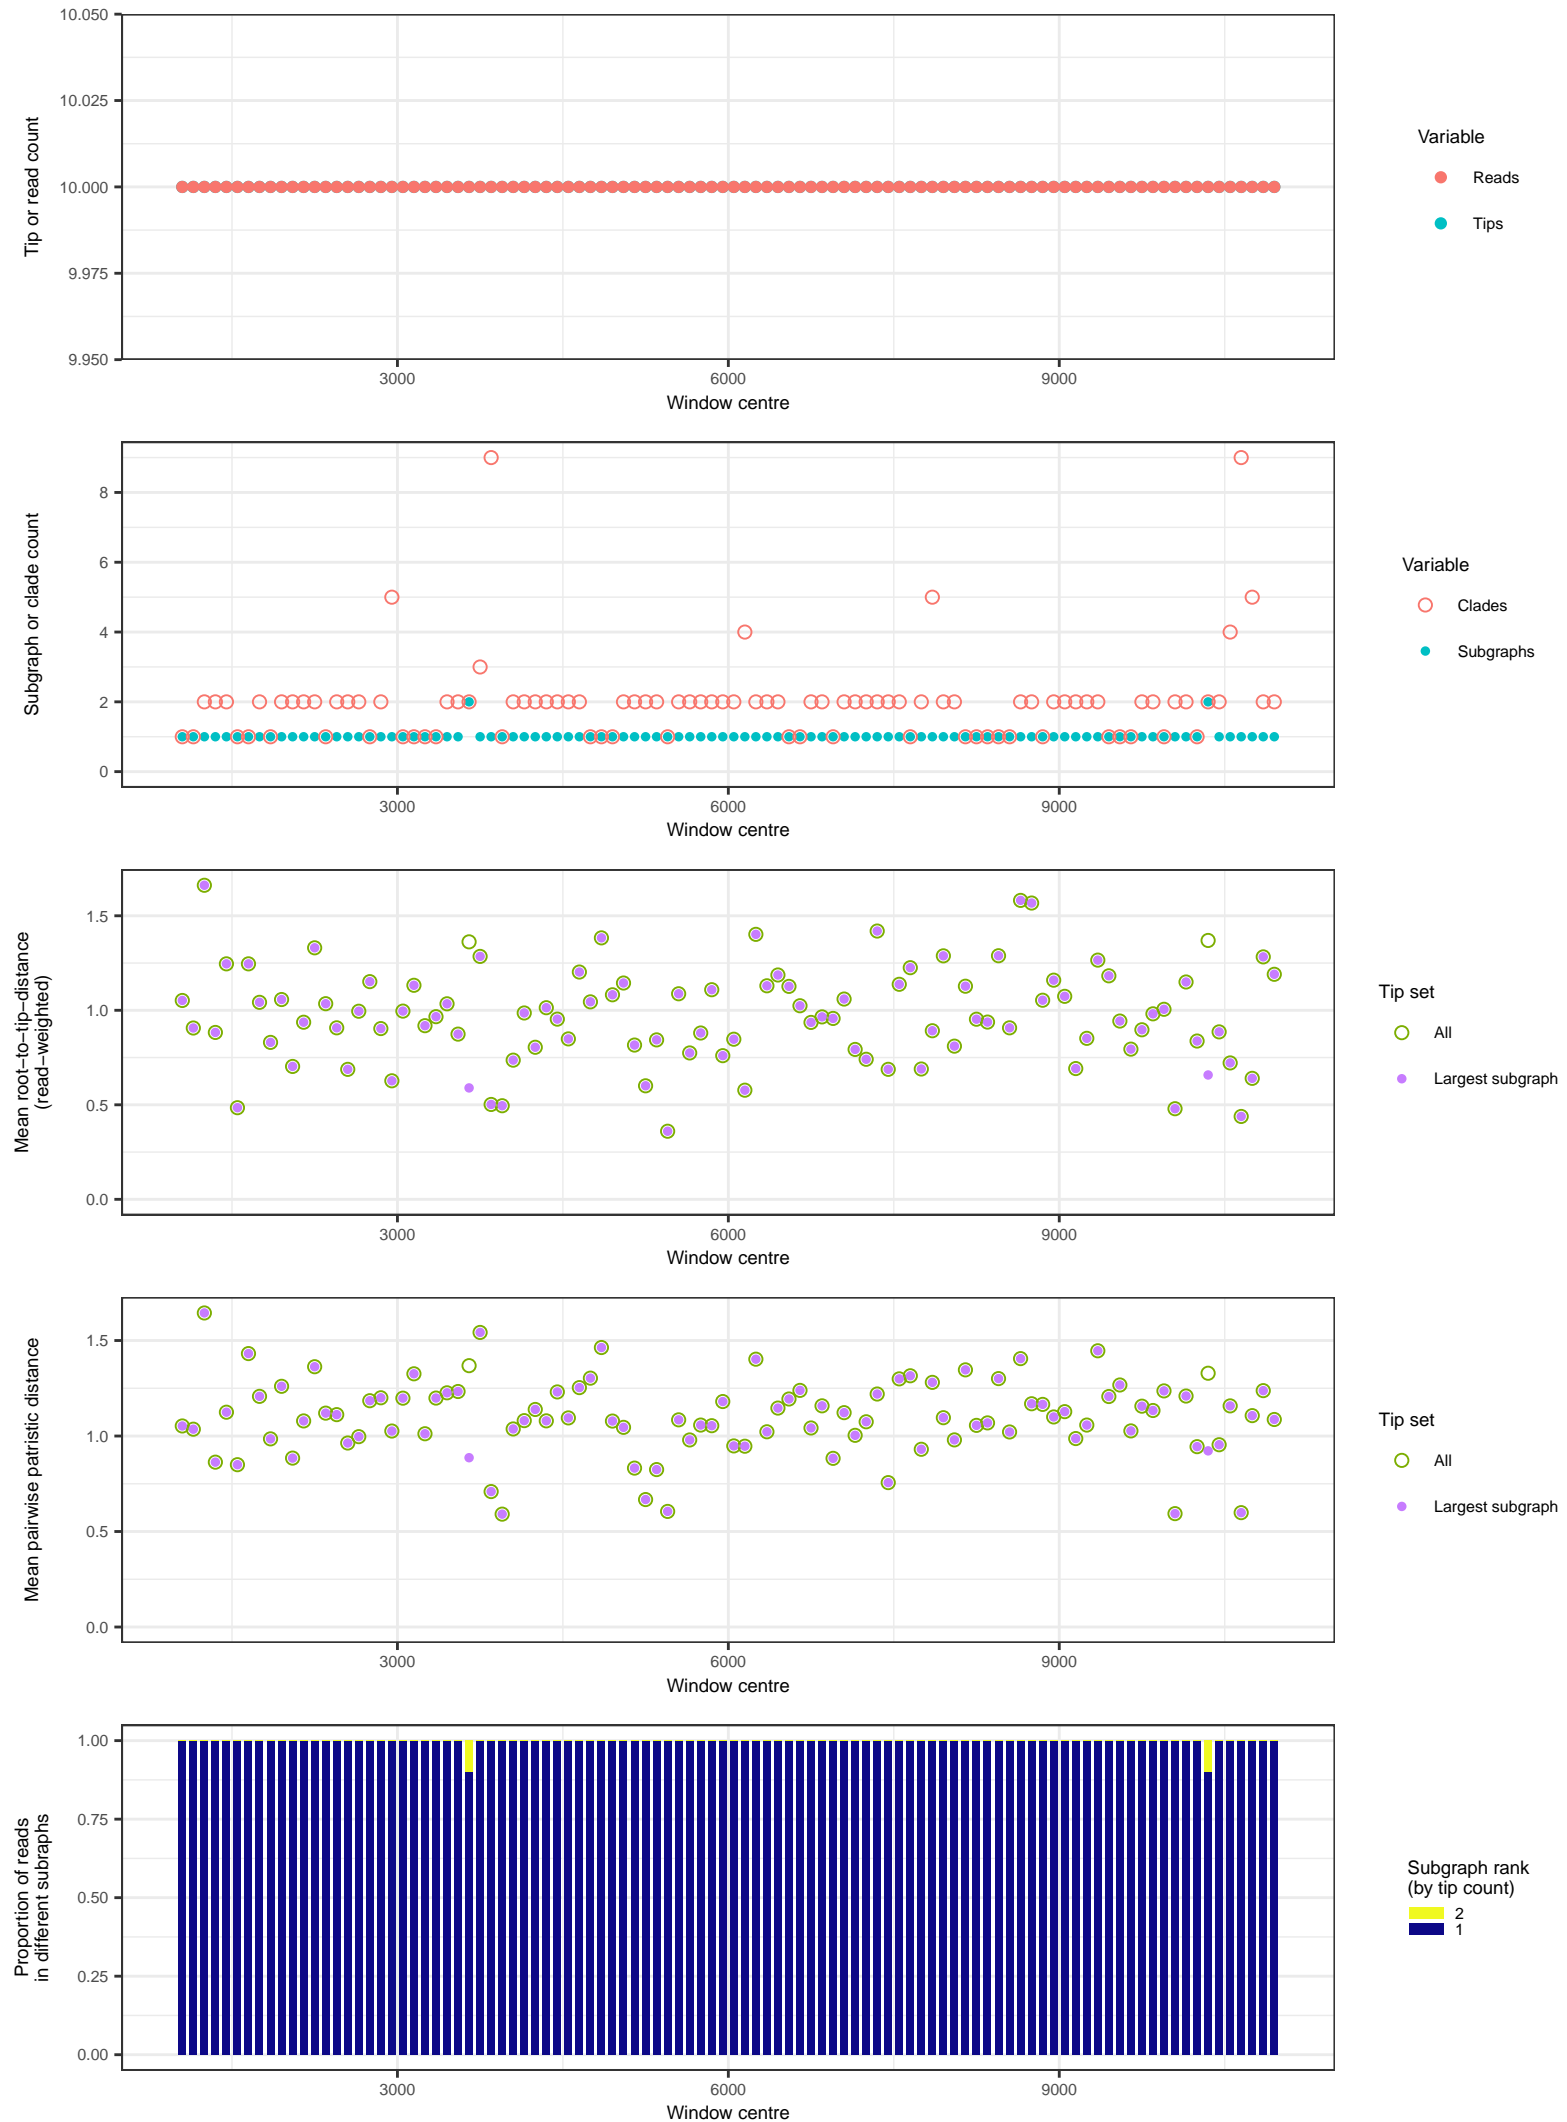 10.050
10.025
10.000
9.975
9.950
Tip or read count
3000
6000
9000
Window centre
Variable
Reads
Tips
8
6
4
2
0
Subgraph or clade count
3000
6000
9000
Window centre
Variable
Clades
Subgraphs
1.5
1.0
0.5
0.0
Mean root−to−tip−distance
(read−weighted)
3000
6000
9000
Window centre
Tip set
All
Largest subgraph
1.5
1.0
0.5
0.0
Mean pairwise patristic distance
3000
6000
9000
Window centre
Tip set
All
Largest subgraph
1.00
0.75
0.50
0.25
0.00
Proportion of reads
in different subraphs
3000
6000
9000
Window centre
Subgraph rank
(by tip count)
2
1